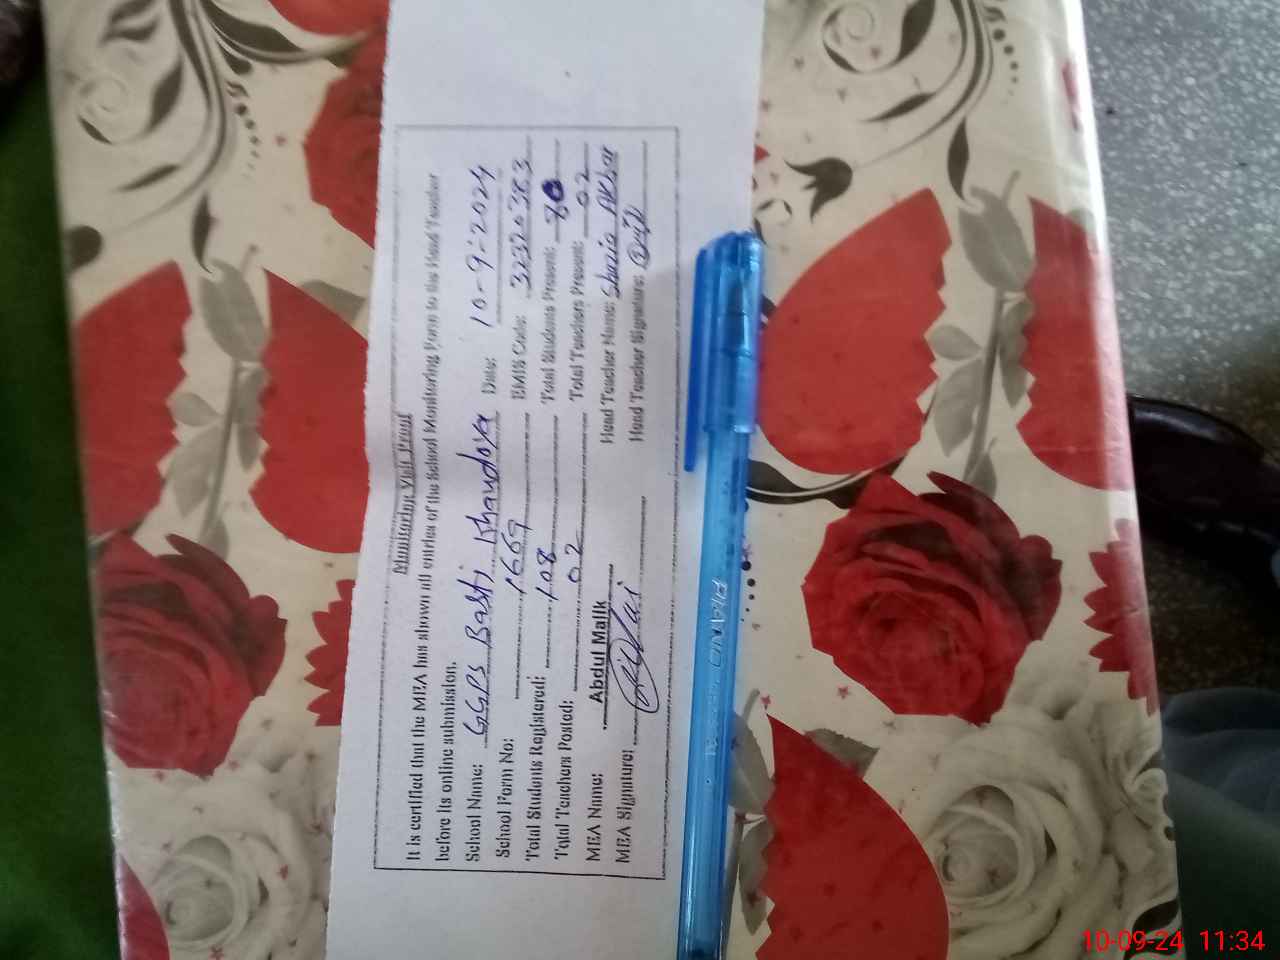 Monitoring Visit Proof
It is certified that the MEA has shown all entries of the School Monitoring Form to the Head Teacher
before its online submission.
School Name: GGPS Basti Khandoya Date: 10-9-2024
School Form No: 1669 EMIS Code: 32320383
Total Students Registered: 108 Total Students Present: 80
Total Teachers Posted: 02 Total Teachers Present: 02
MEA Name: Abdul Malik Head Teacher Name: Shazia Akbar
MEA Signature: Head Teacher Signature:
PIANO
10-09-24 11:34